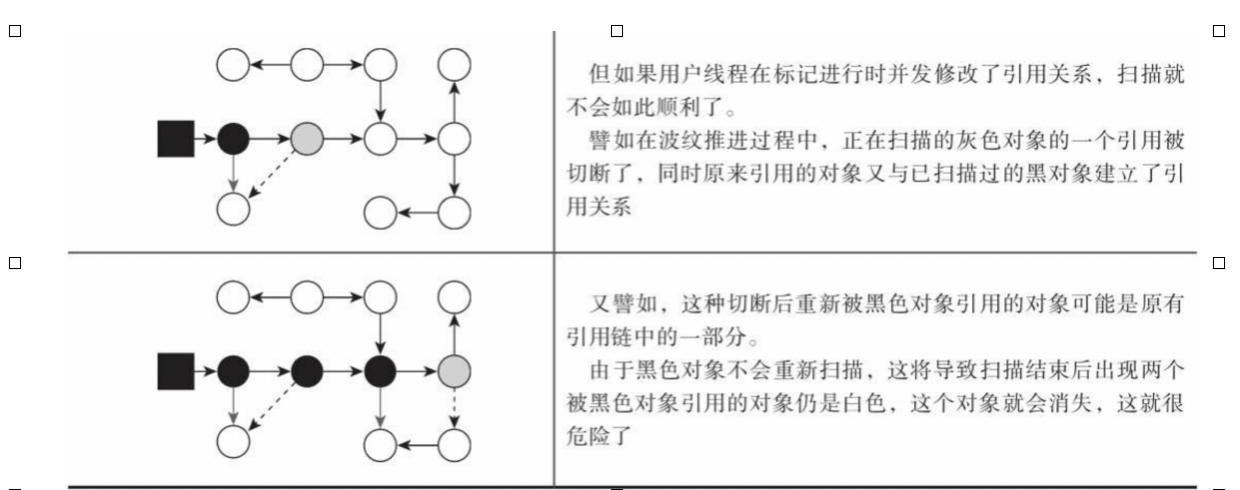 但如果用户线程在标记进行时并发修改了引用关系，扫描就
不会如此顺利了。
譬如在波纹推进过程中，正在扫描的灰色对象的一个引用被
切断了，同时原来引用的对象又与已扫描过的黑对象建立了引
用关系
又譬如，这种切断后重新被黑色对象引用的对象可能是原有
引用链中的一部分。
由于黑色对象不会重新扫描，这将导致扫描结束后出现两个
被黑色对象引用的对象仍是白色，这个对象就会消失，这就很
危险了